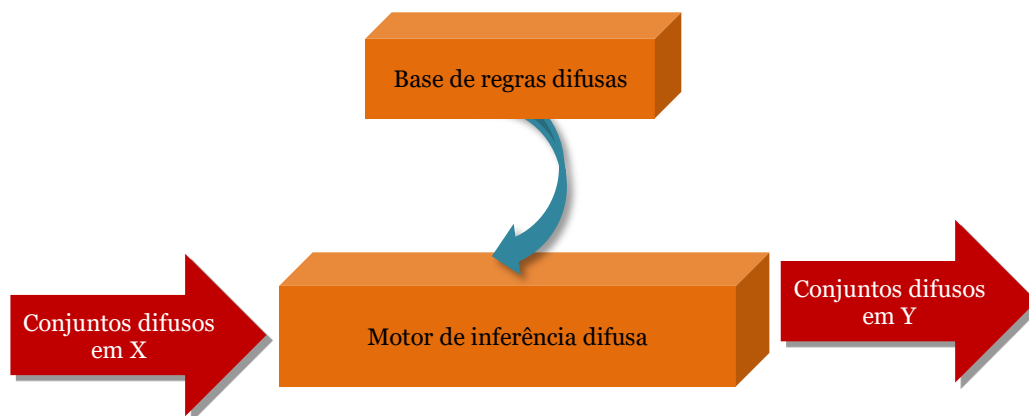 Base de regras difusas
Conjuntos difusos
em X
Motor de inferência difusa
Conjuntos difusos
em Y